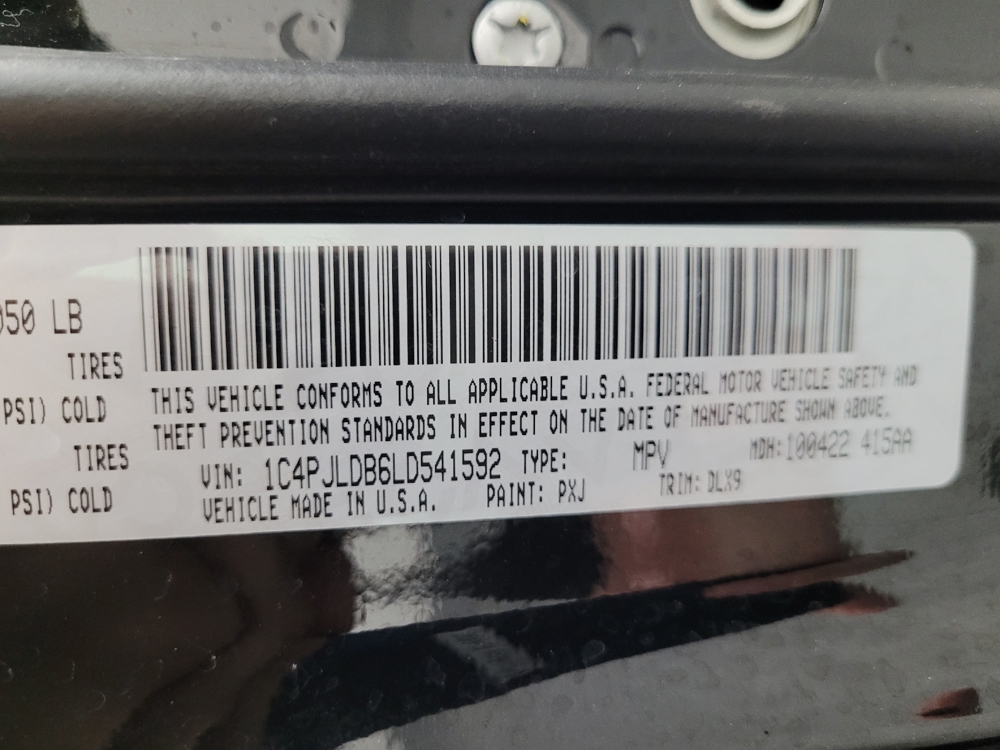 050 LB
TIRES
PSI) COLD
TIRES
PSI) COLD
THIS VEHICLE CONFORMS TO ALL APPLICABLE U.S.A. FEDERAL MOTOR VEHICLE SAFETY AND
THEFT PREVENTION STANDARDS IN EFFECT ON THE DATE OF MANUFACTURE SHOWN ABOVE.
VIN: 1C4PJLDB6LD541592 TYPE: MPV MDH:100422 415AA
VEHICLE MADE IN U.S.A. PAINT: PXJ TRIM: DLX9